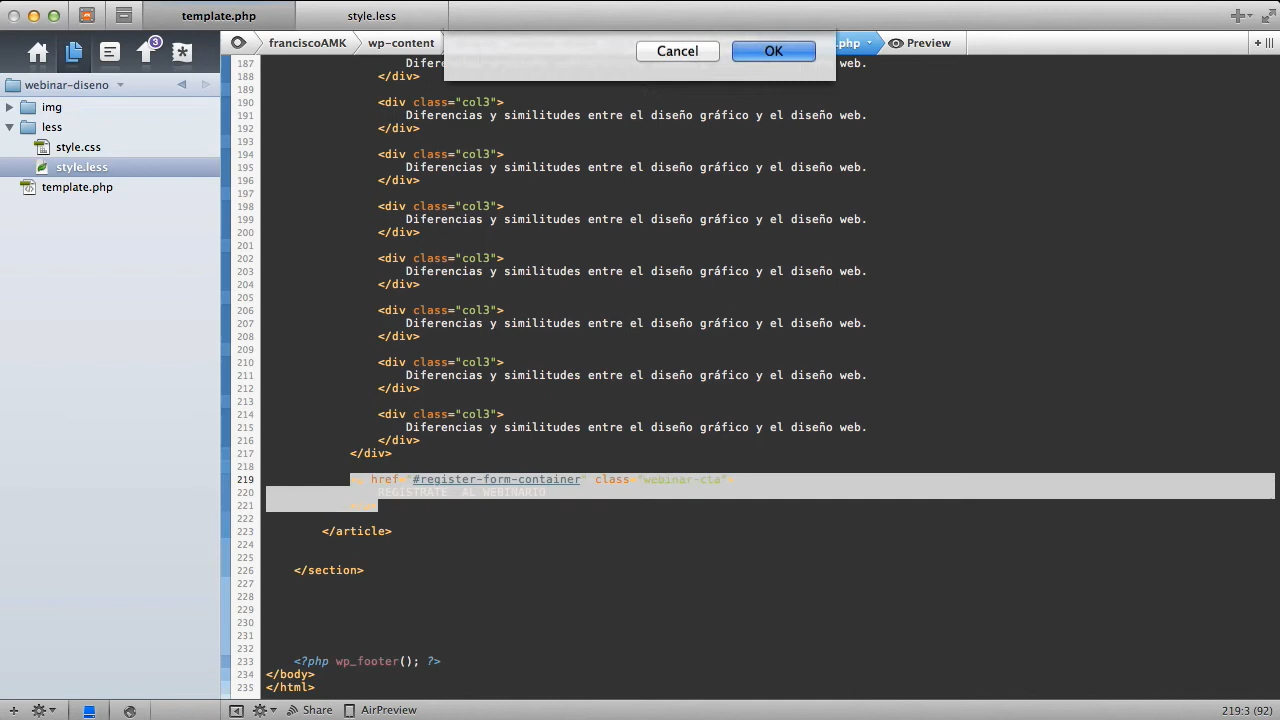 template.php
style.less
3
franciscoAMK
wp-content
.php
Preview
Cancel
OK
webinar-diseno
img
less
style.css
style.less
template.php
187 Difere web.
188 </div>
189
190 <div class="col3">
191 Diferencias y similitudes entre el diseño gráfico y el diseño web.
192 </div>
193
194 <div class="col3">
195 Diferencias y similitudes entre el diseño gráfico y el diseño web.
196 </div>
197
198 <div class="col3">
199 Diferencias y similitudes entre el diseño gráfico y el diseño web.
200 </div>
201
202 <div class="col3">
203 Diferencias y similitudes entre el diseño gráfico y el diseño web.
204 </div>
205
206 <div class="col3">
207 Diferencias y similitudes entre el diseño gráfico y el diseño web.
208 </div>
209
210 <div class="col3">
211 Diferencias y similitudes entre el diseño gráfico y el diseño web.
212 </div>
213
214 <div class="col3">
215 Diferencias y similitudes entre el diseño gráfico y el diseño web.
216 </div>
217 </div>
218
219 href="#register-form-container" class="webinar-cta">
220 REGISTRATE AL WEBINARIO
221
222
223 </article>
224
225
226 </section>
227
228
229
230
231
232
233 <?php wp_footer(); ?>
234 </body>
235 </html>
Share
AirPreview
219:3 (92)